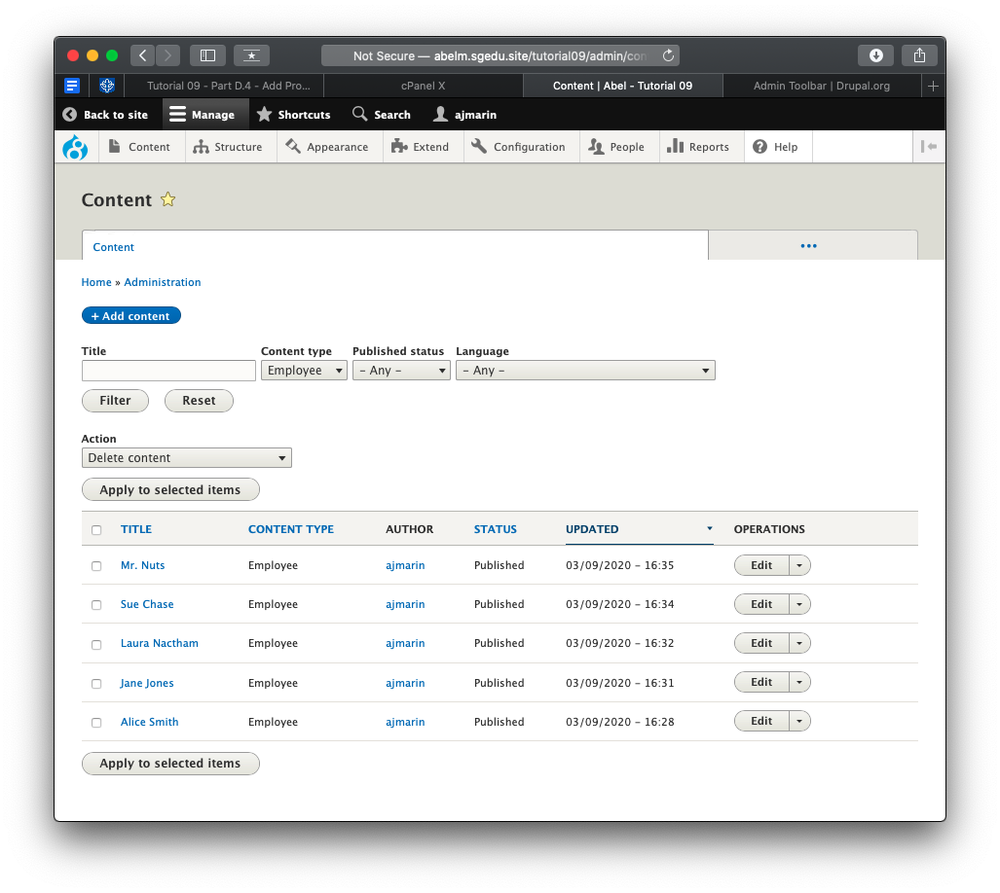 Not Secure — abelm.sgedu.site/tutorial09/admin/con
Tutorial 09 - Part D.4 - Add Pro... cPanel X Content | Abel - Tutorial 09 Admin Toolbar | Drupal.org
Back to site Manage Shortcuts Search ajmarin
Content Structure Appearance Extend Configuration People Reports Help
Content
Content •••
Home » Administration
+ Add content
Title Content type Published status Language
Employee - Any - - Any -
Filter Reset
Action
Delete content
Apply to selected items
TITLE CONTENT TYPE AUTHOR STATUS UPDATED OPERATIONS
Mr. Nuts Employee ajmarin Published 03/09/2020 - 16:35 Edit
Sue Chase Employee ajmarin Published 03/09/2020 - 16:34 Edit
Laura Nactham Employee ajmarin Published 03/09/2020 - 16:32 Edit
Jane Jones Employee ajmarin Published 03/09/2020 - 16:31 Edit
Alice Smith Employee ajmarin Published 03/09/2020 - 16:28 Edit
Apply to selected items